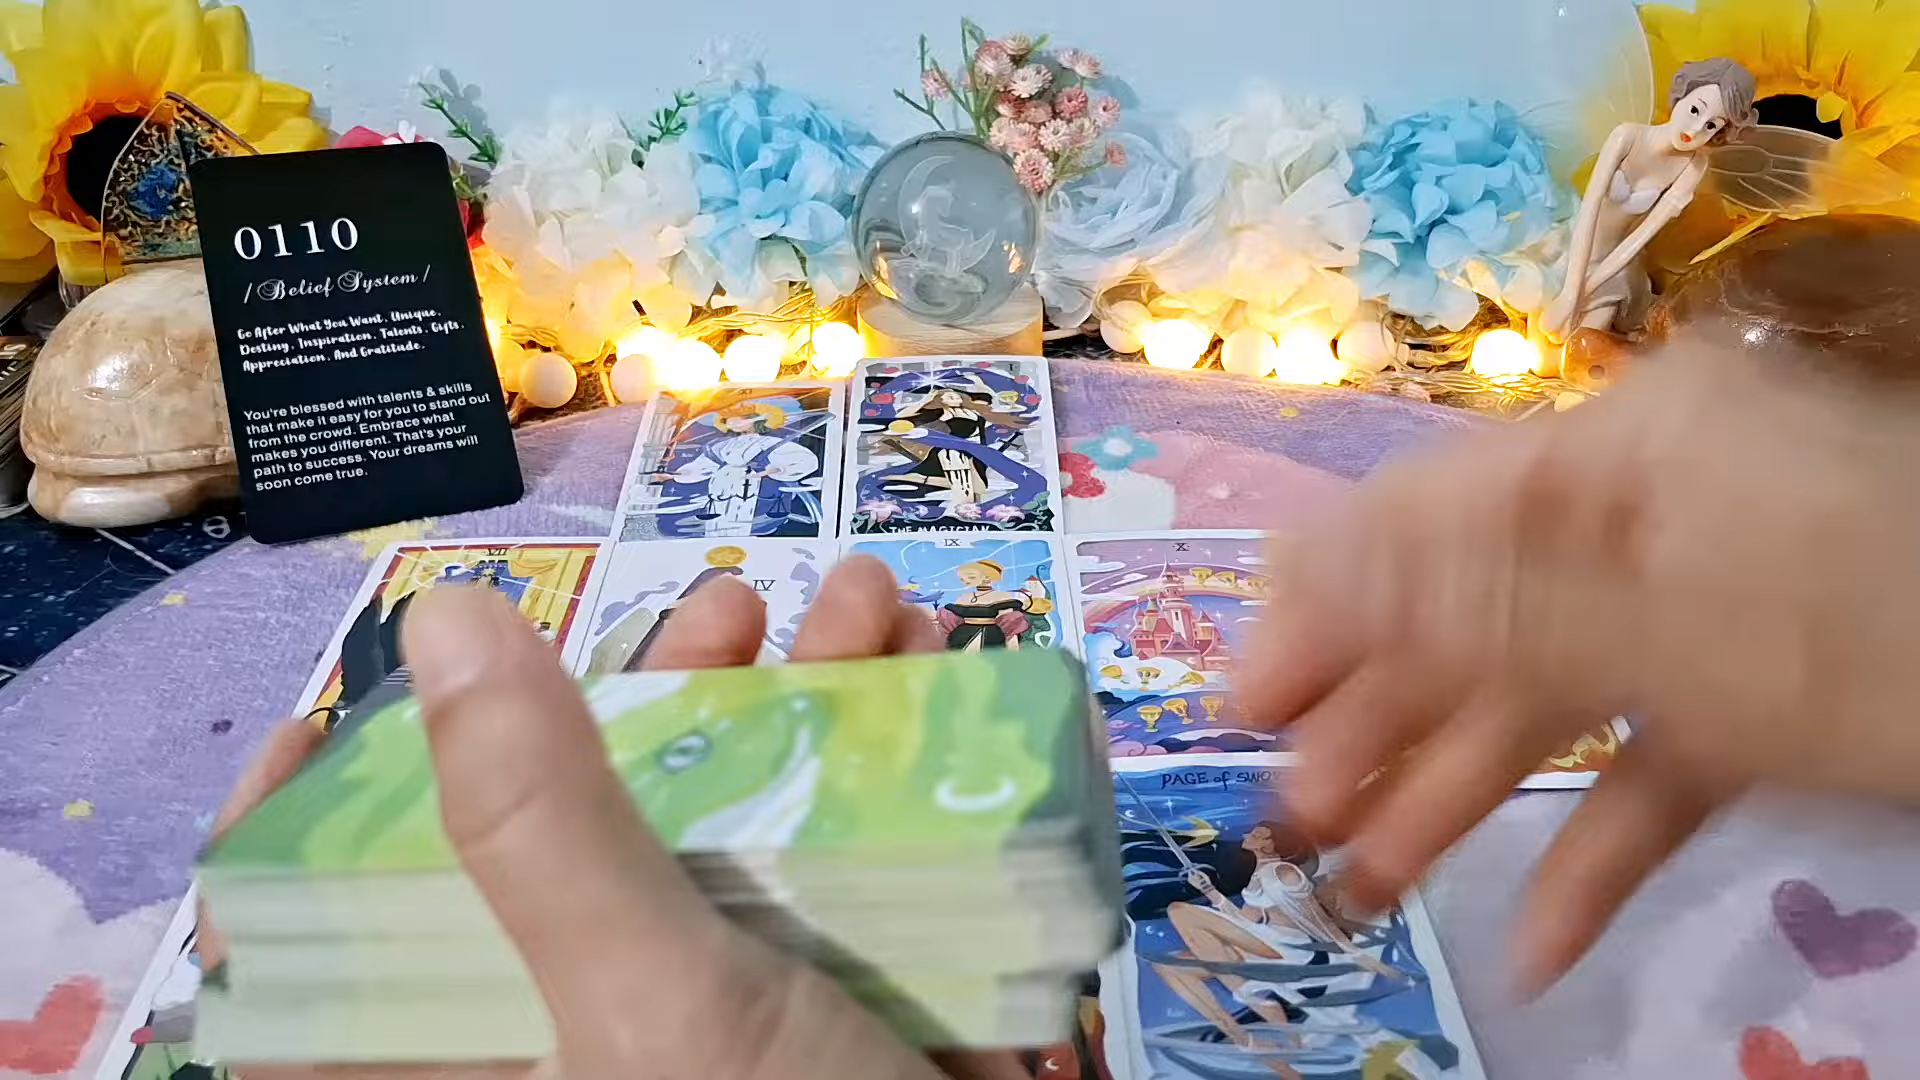 0110
/ Belief System /
Go After What You Want, Unique,
Destiny, Inspiration, Talents, Gifts,
Appreciation, And Gratitude.
You're blessed with talents & skills
that make it easy for you to stand out
from the crowd. Embrace what
makes you different. That's your
path to success. Your dreams will
soon come true.
XI
I
THE MAGICIAN
VII
IV
IX
X
PAGE of